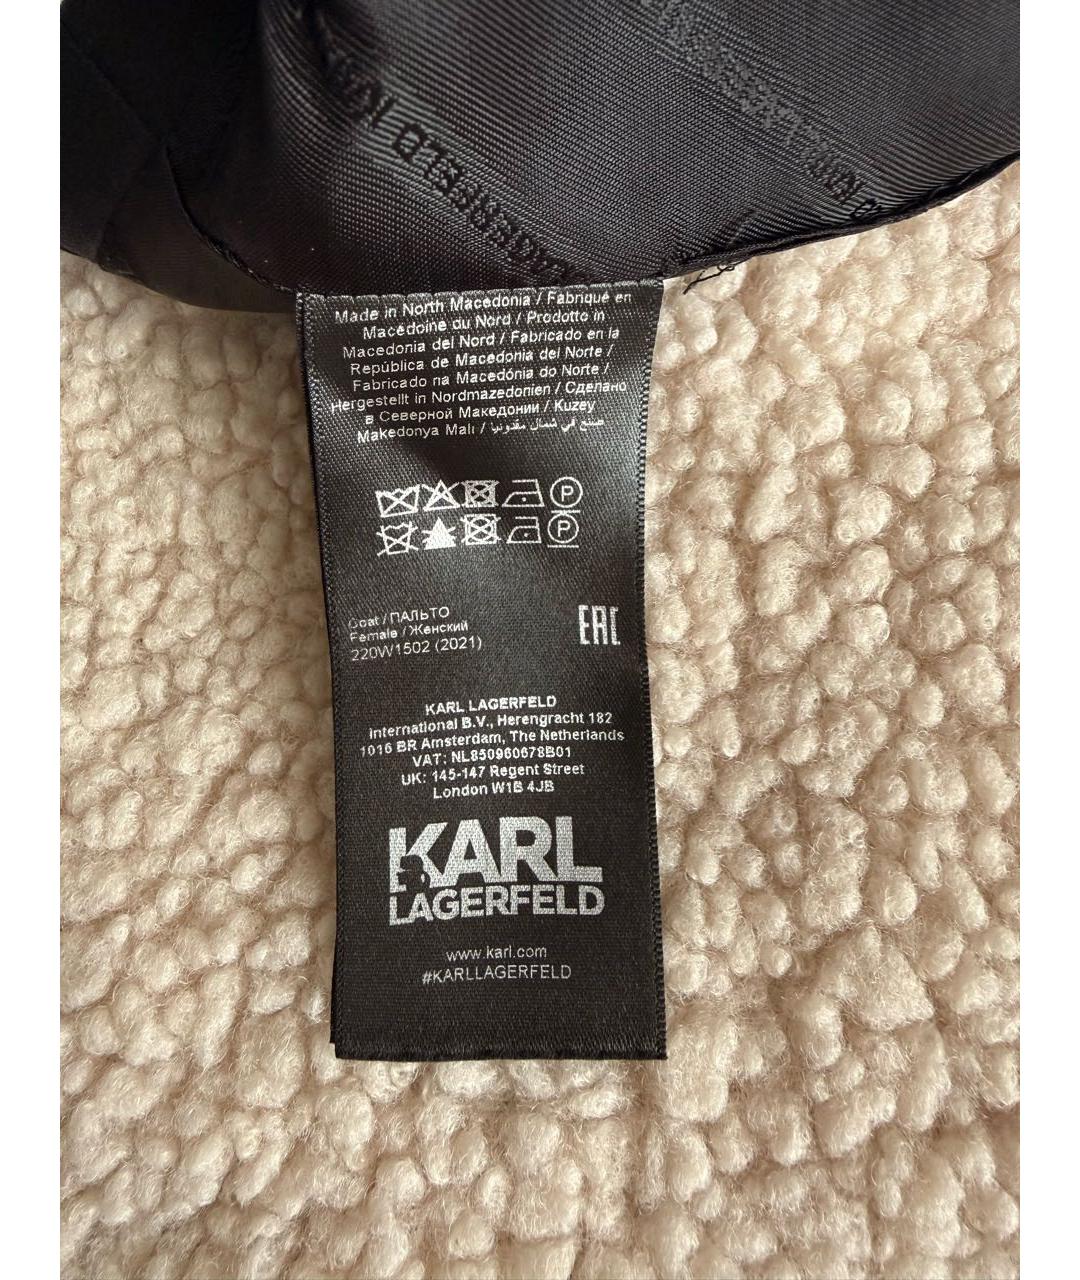 KARL LAGERFELD KARL
Made in North Macedonia / Fabriqué en
Macédoine du Nord / Prodotto in
Macedonia del Nord / Fabricado en la
República de Macedonia del Norte /
Fabricado na Macedónia do Norte /
Hergestellt in Nordmazedonien / Сделано
в Северной Македонии / Kuzey
Makedonya Malı / صنع في شمال مقدونيا
P
P
Coat / ПАЛЬТО
Female / Женский
220W1502 (2021)
EAC
KARL LAGERFELD
International B.V., Herengracht 182
1016 BR Amsterdam, The Netherlands
VAT: NL850960678B01
UK: 145-147 Regent Street
London W1B 4JB
KARL
LAGERFELD
www.karl.com
#KARLLAGERFELD